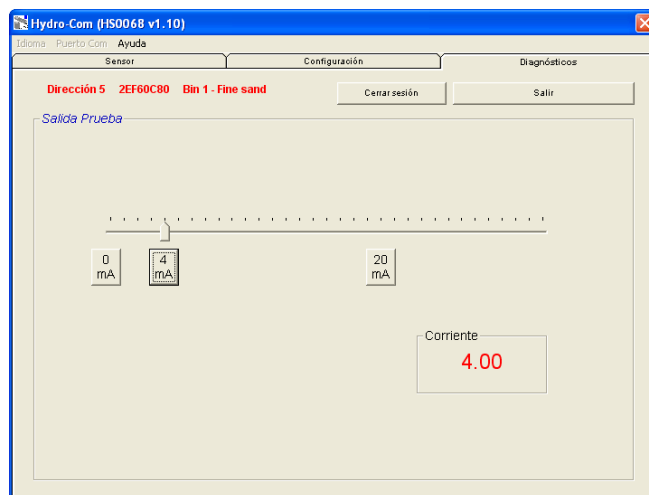 Hydro-Com (HS0068 v1.10)
Idioma Puerto Com Ayuda
Sensor Configuración Diagnósticos
Dirección 5 2EF60C80 Bin 1 - Fine sand Cerrar sesión Salir
Salida Prueba
0 mA
4 mA
20 mA
Corriente
4.00